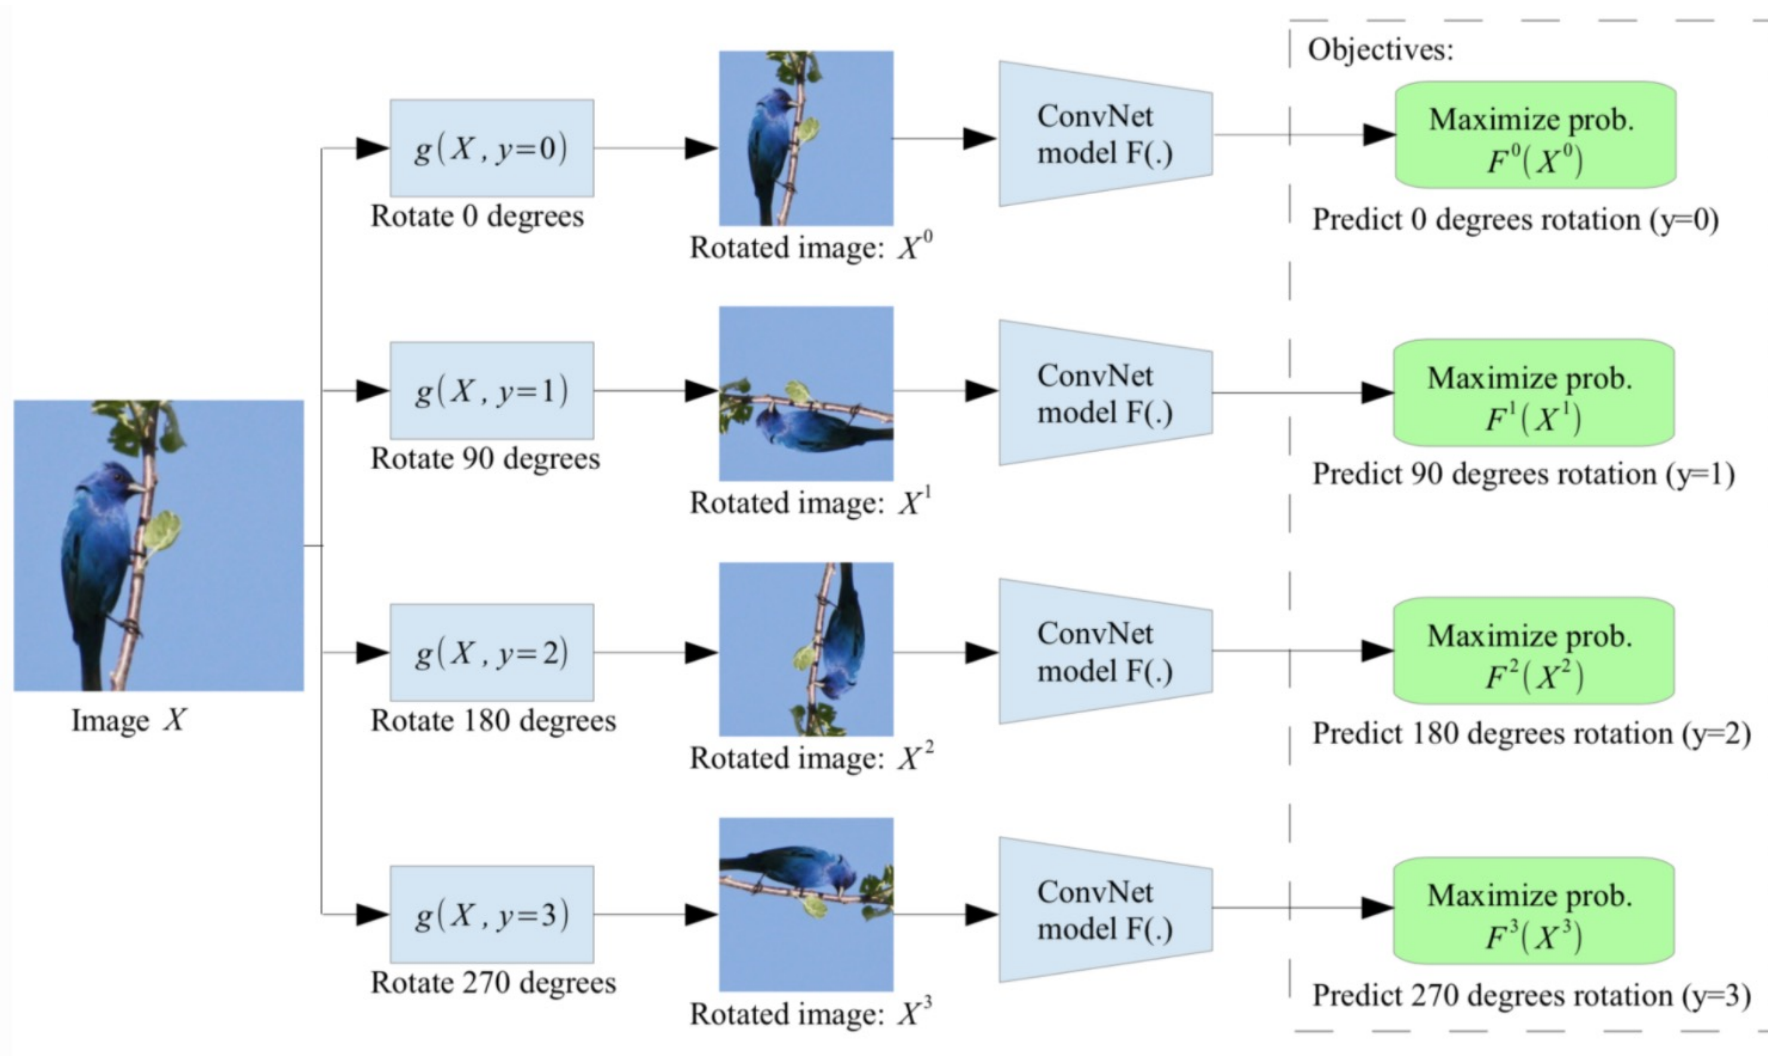 Objectives:
g(X, y=0)
Rotate 0 degrees
Rotated image: X⁰
ConvNet
model F(.)
Maximize prob.
F⁰(X⁰)
Predict 0 degrees rotation (y=0)
g(X, y=1)
Rotate 90 degrees
Rotated image: X¹
ConvNet
model F(.)
Maximize prob.
F¹(X¹)
Predict 90 degrees rotation (y=1)
Image X
g(X, y=2)
Rotate 180 degrees
Rotated image: X²
ConvNet
model F(.)
Maximize prob.
F²(X²)
Predict 180 degrees rotation (y=2)
g(X, y=3)
Rotate 270 degrees
Rotated image: X³
ConvNet
model F(.)
Maximize prob.
F³(X³)
Predict 270 degrees rotation (y=3)